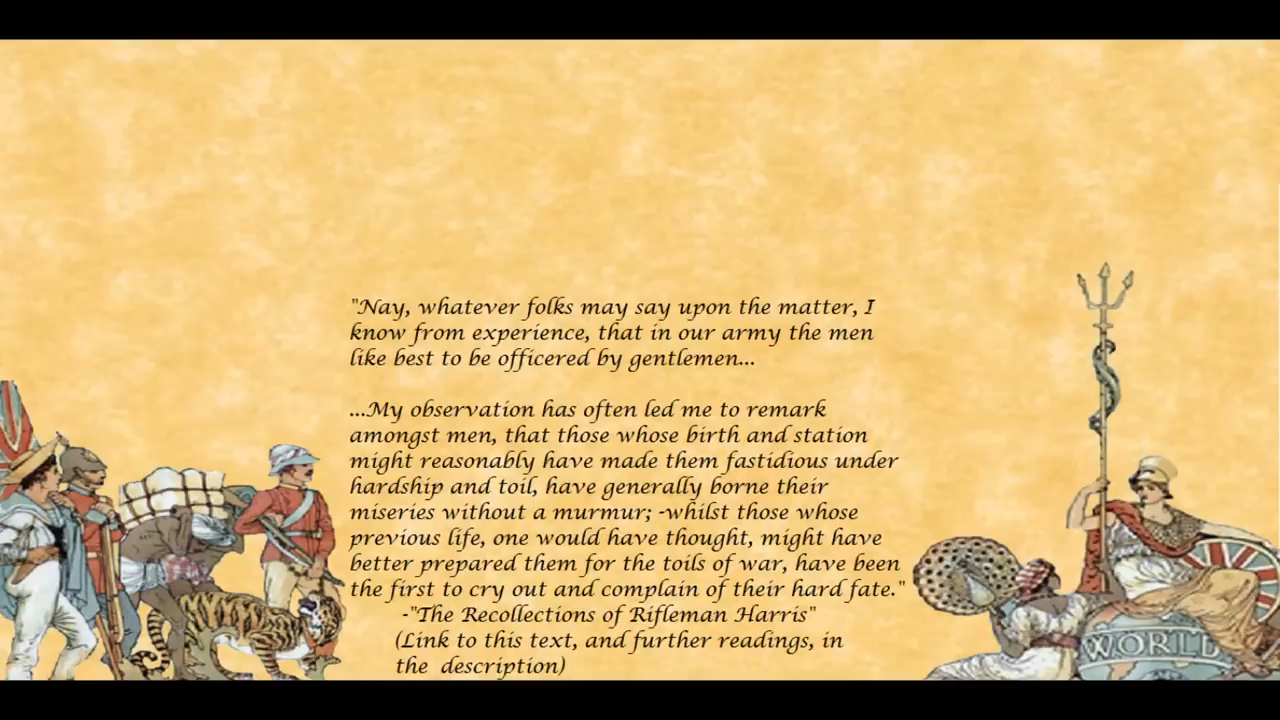 "Nay, whatever folks may say upon the matter, I
know from experience, that in our army the men
like best to be officered by gentlemen...
...My observation has often led me to remark
amongst men, that those whose birth and station
might reasonably have made them fastidious under
hardship and toil, have generally borne their
miseries without a murmur; -whilst those whose
previous life, one would have thought, might have
better prepared them for the toils of war, have been
the first to cry out and complain of their hard fate."
-"The Recollections of Rifleman Harris"
(Link to this text, and further readings, in
the description)
WORLD